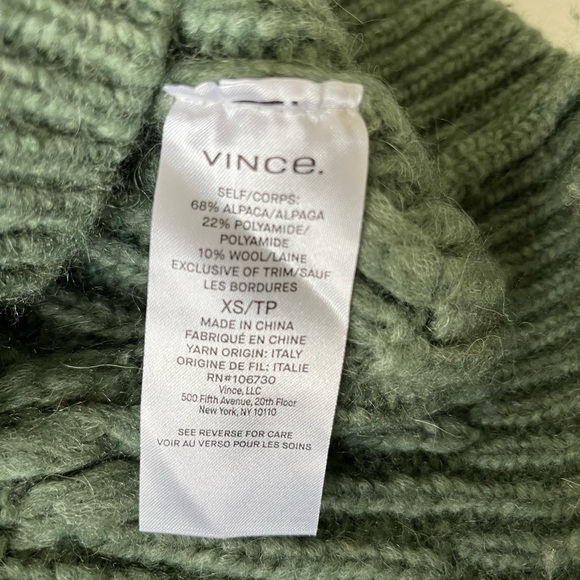 VINCe.
SELF/CORPS:
68% ALPACA/ALPAGA
22% POLYAMIDE/
POLYAMIDE
10% WOOL/LAINE
EXCLUSIVE OF TRIM/SAUF
LES BORDURES
XS/TP
MADE IN CHINA
FABRIQUÉ EN CHINE
YARN ORIGIN: ITALY
ORIGINE DE FIL: ITALIE
RN#106730
Vince, LLC
500 Fifth Avenue, 20th Floor
New York, NY 10110
SEE REVERSE FOR CARE
VOIR AU VERSO POUR LES SOINS